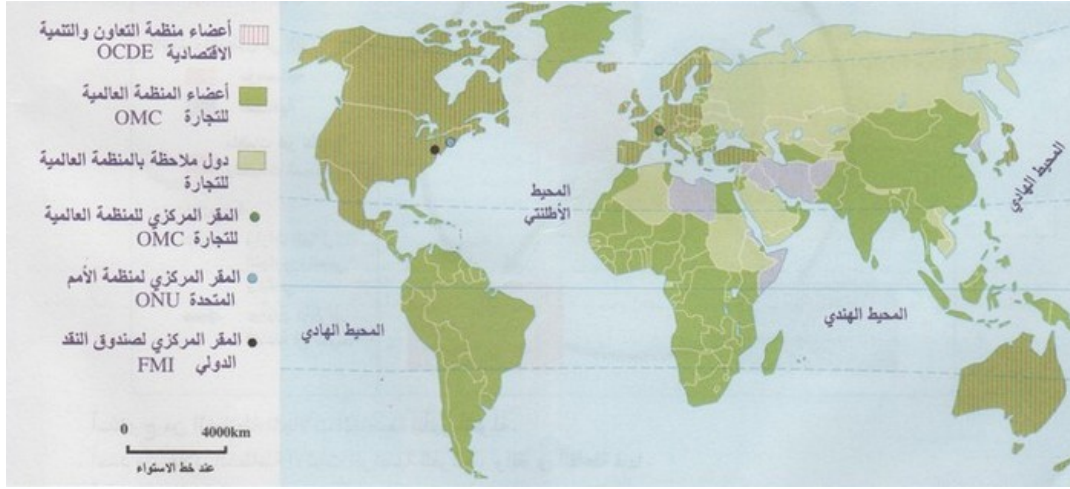 أعضاء منظمة التعاون والتنمية
الاقتصادية OCDE
أعضاء المنظمة العالمية
للتجارة OMC
دول ملاحظة بالمنظمة العالمية
للتجارة
المقر المركزي للمنظمة العالمية
للتجارة OMC
المقر المركزي لمنظمة الأمم
المتحدة ONU
المقر المركزي لصندوق النقد
الدولي FMI
0 4000km
عند خط الاستواء
المحيط
الأطلنتي
المحيط الهادي
المحيط الهندي
المحيط الهادي